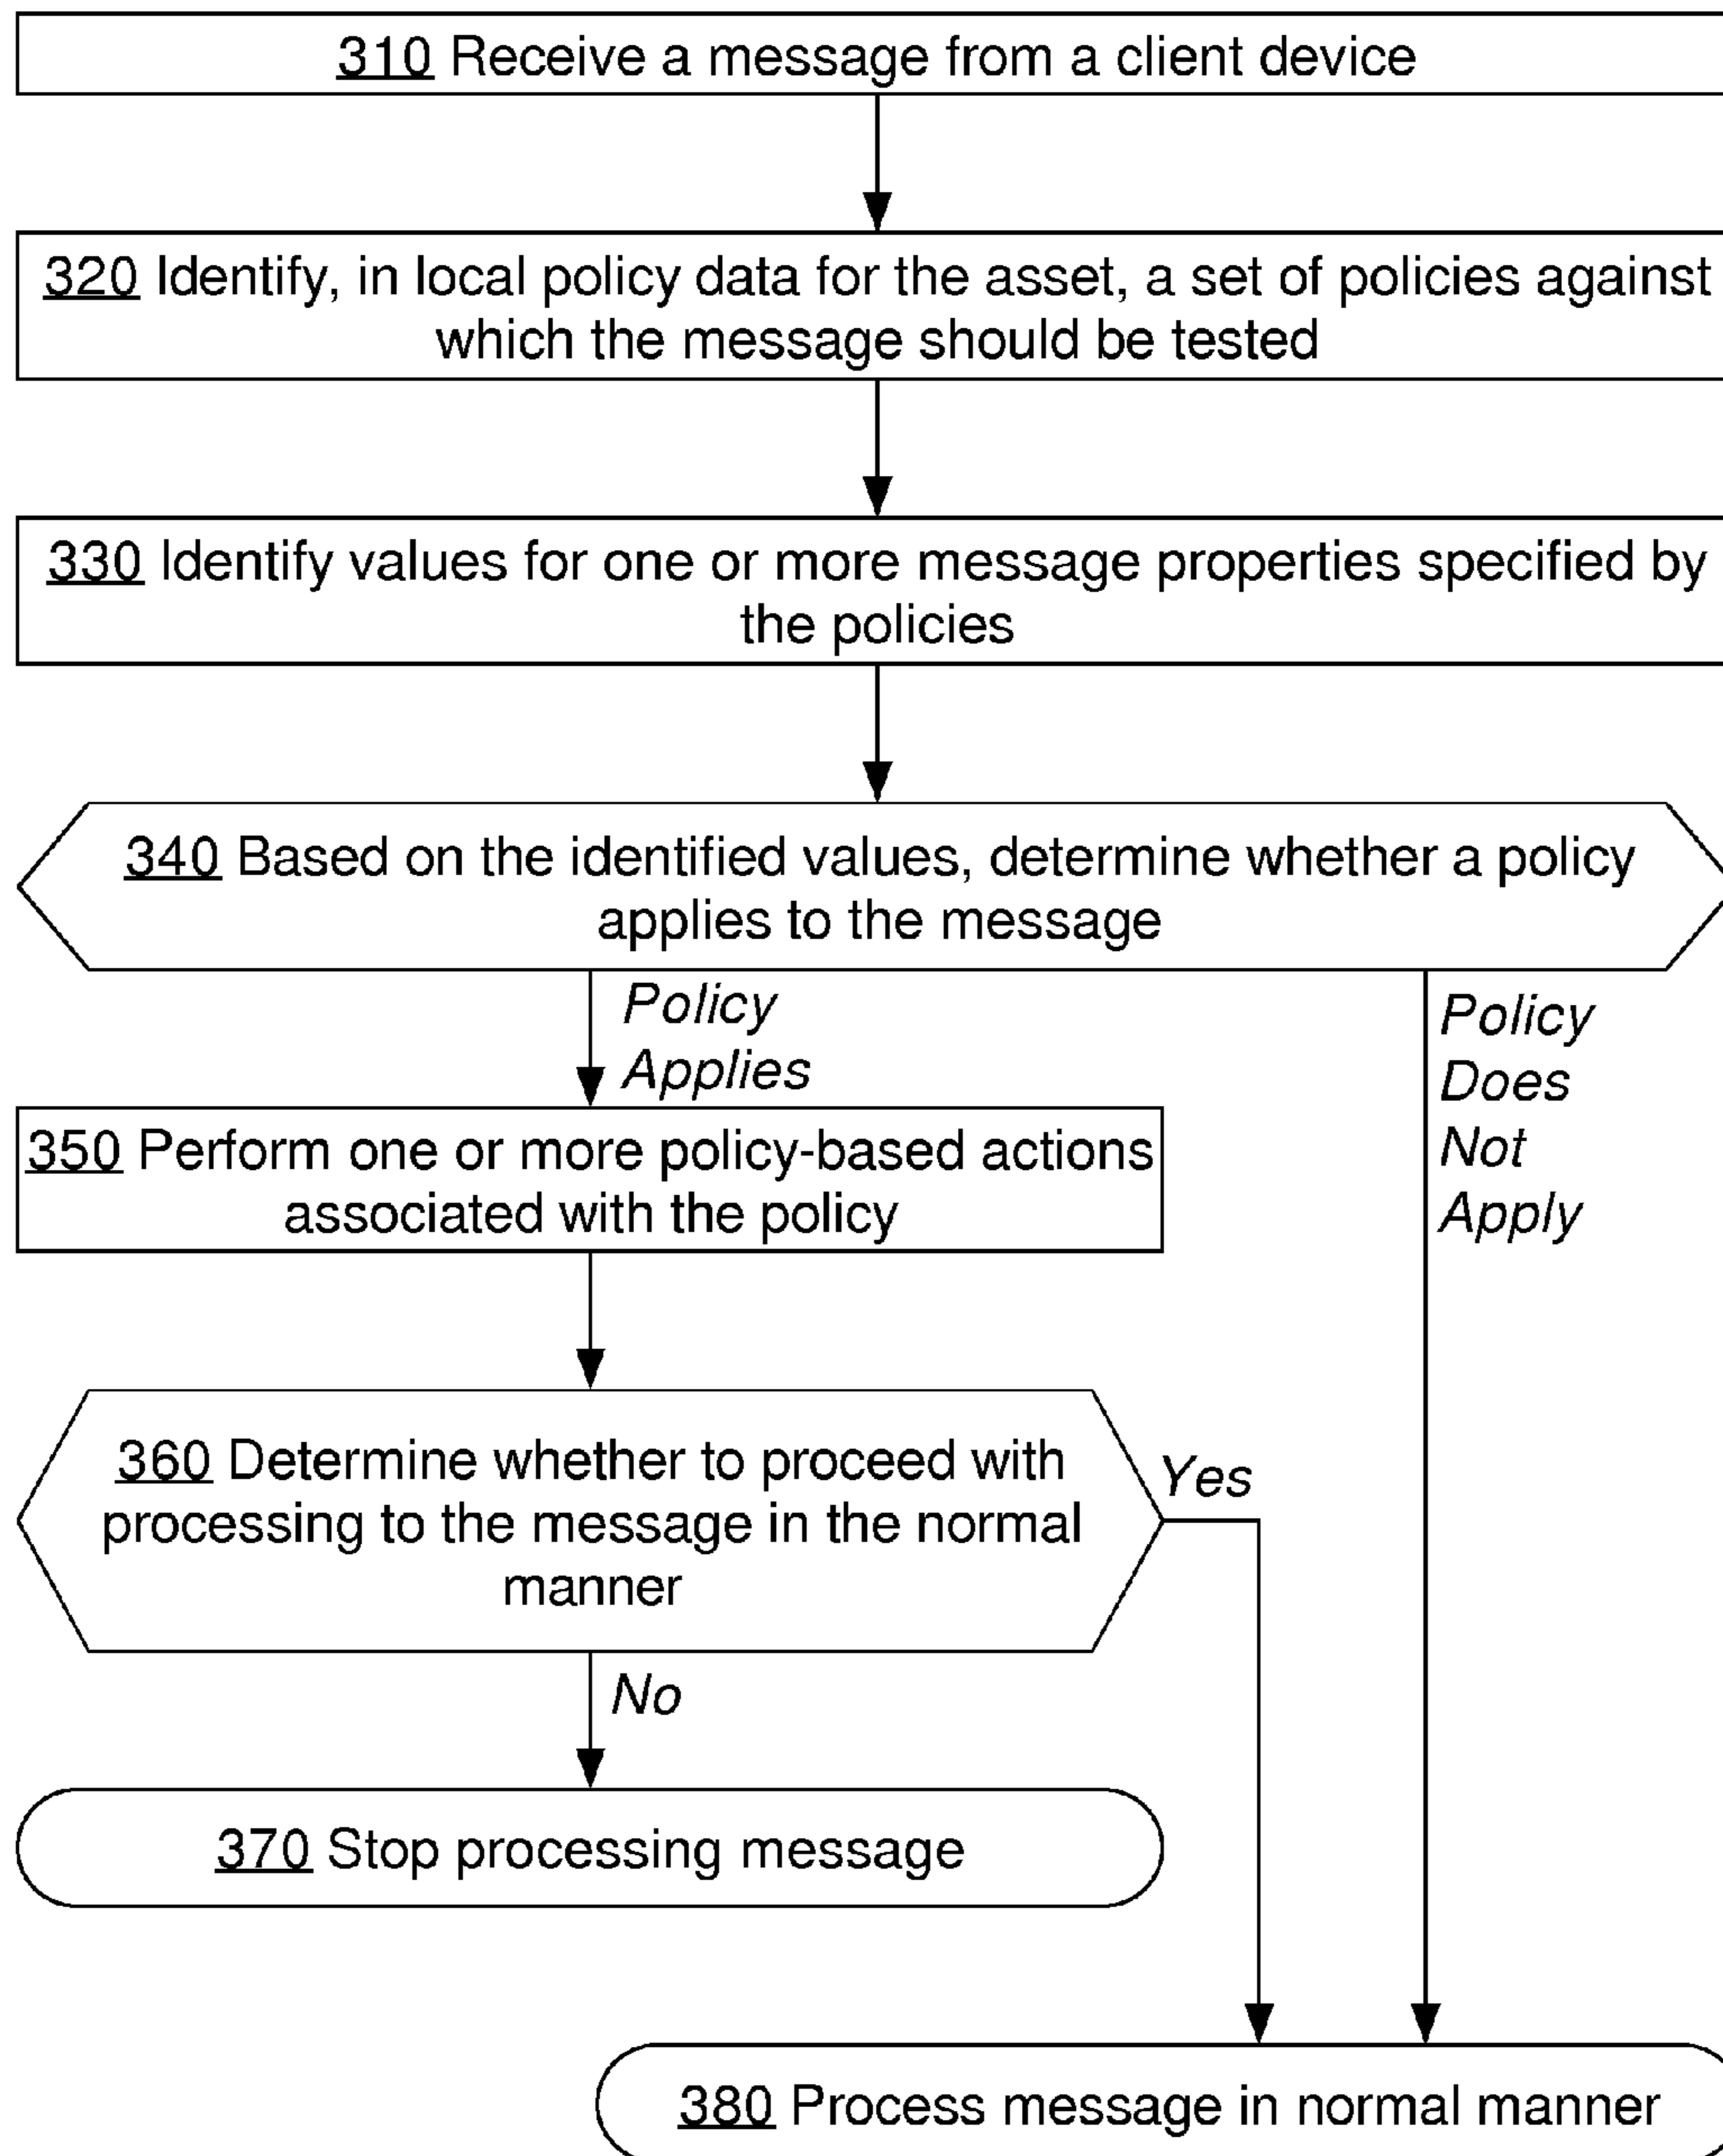 310 Receive a message from a client device
320 Identify, in local policy data for the asset, a set of policies against
which the message should be tested
330 Identify values for one or more message properties specified by
the policies
340 Based on the identified values, determine whether a policy
applies to the message
Policy
Applies
Policy
Does
Not
Apply
350 Perform one or more policy-based actions
associated with the policy
360 Determine whether to proceed with
processing to the message in the normal
manner
Yes
No
370 Stop processing message
380 Process message in normal manner